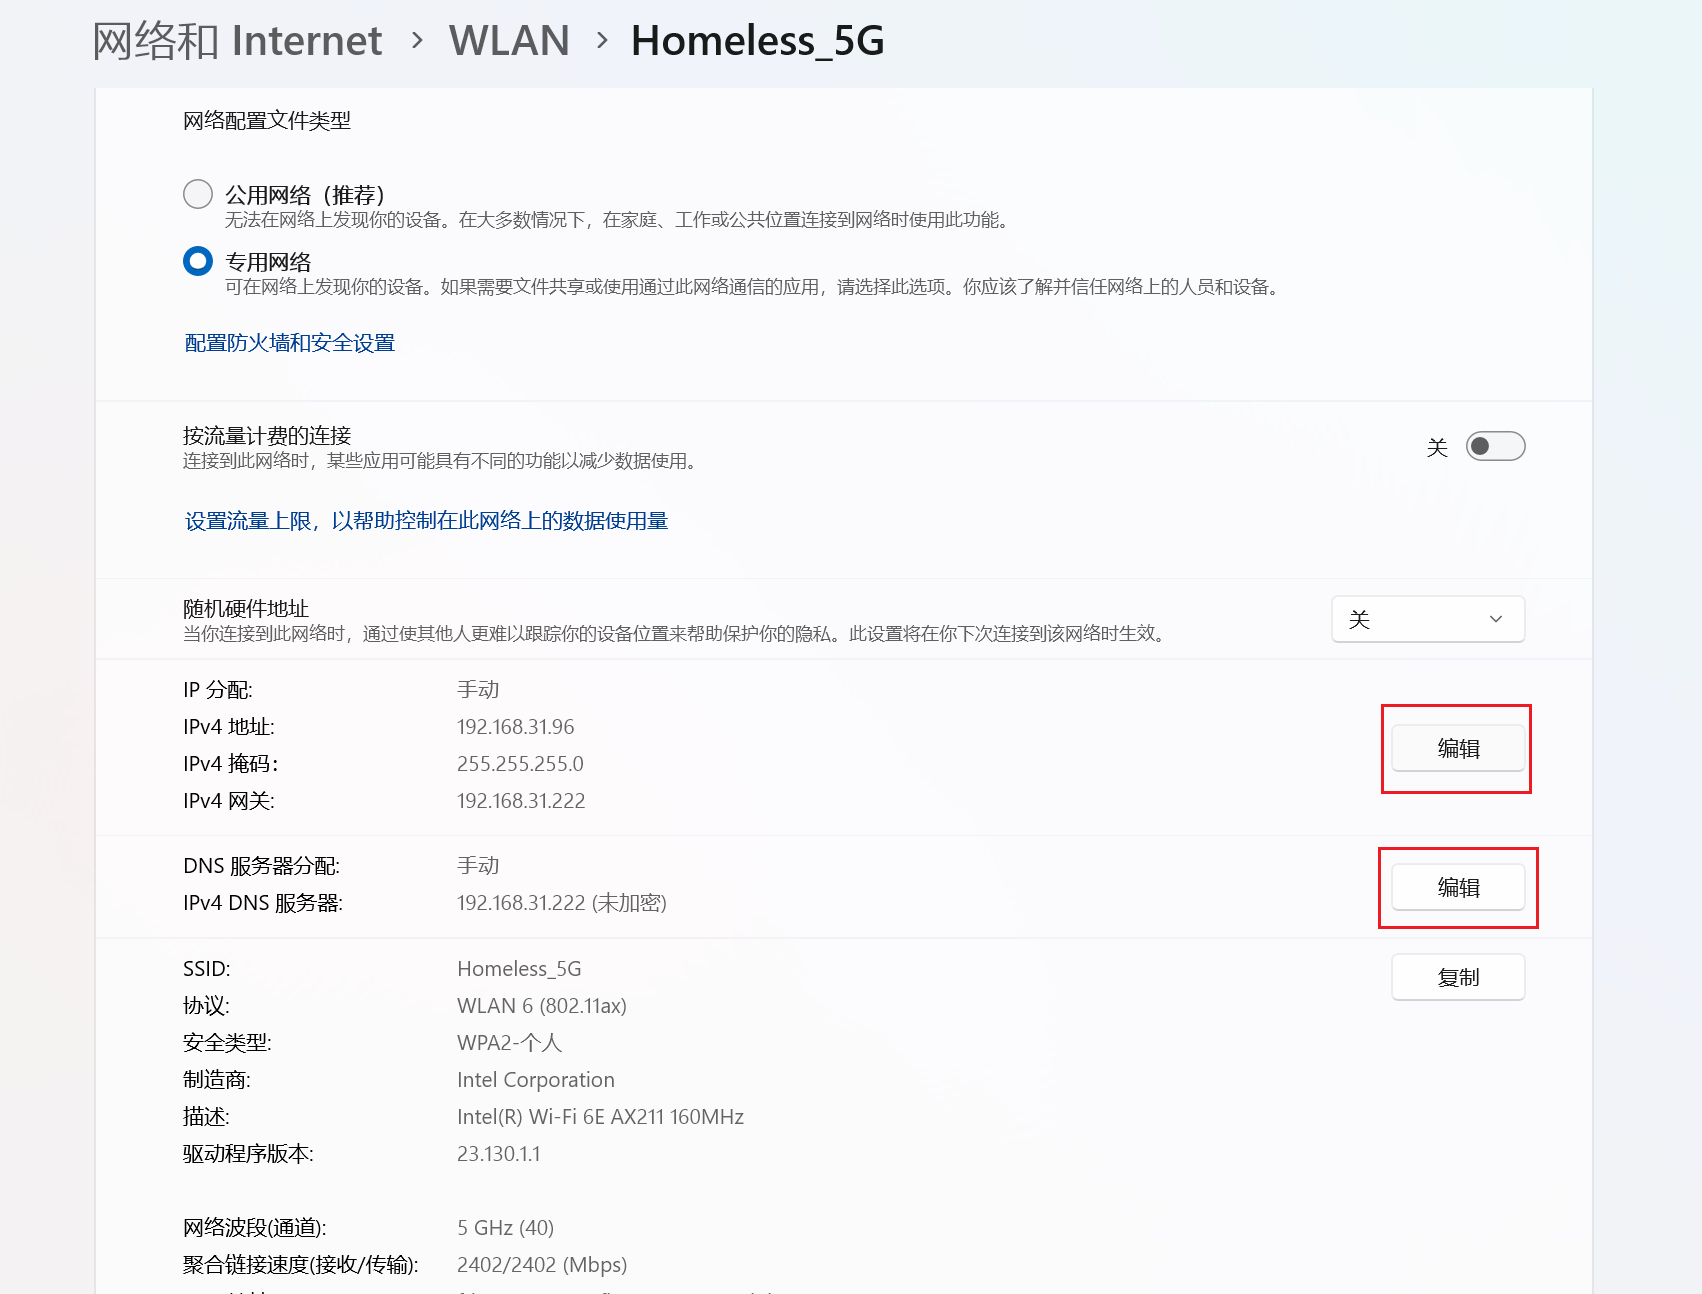 网络和 Internet › WLAN › Homeless_5G
网络配置文件类型
公用网络（推荐）
无法在网络上发现你的设备。在大多数情况下，在家庭、工作或公共位置连接到网络时使用此功能。
专用网络
可在网络上发现你的设备。如果需要文件共享或使用通过此网络通信的应用，请选择此选项。你应该了解并信任网络上的人员和设备。
配置防火墙和安全设置
按流量计费的连接
连接到此网络时，某些应用可能具有不同的功能以减少数据使用。
关
设置流量上限，以帮助控制在此网络上的数据使用量
随机硬件地址
当你连接到此网络时，通过使其他人更难以跟踪你的设备位置来帮助保护你的隐私。此设置将在你下次连接到该网络时生效。
关
IP 分配: 手动
IPv4 地址: 192.168.31.96
IPv4 掩码： 255.255.255.0
IPv4 网关: 192.168.31.222
编辑
DNS 服务器分配: 手动
IPv4 DNS 服务器: 192.168.31.222 (未加密)
编辑
SSID: Homeless_5G
复制
协议: WLAN 6 (802.11ax)
安全类型: WPA2-个人
制造商: Intel Corporation
描述: Intel(R) Wi-Fi 6E AX211 160MHz
驱动程序版本: 23.130.1.1
网络波段(通道): 5 GHz (40)
聚合链接速度(接收/传输): 2402/2402 (Mbps)